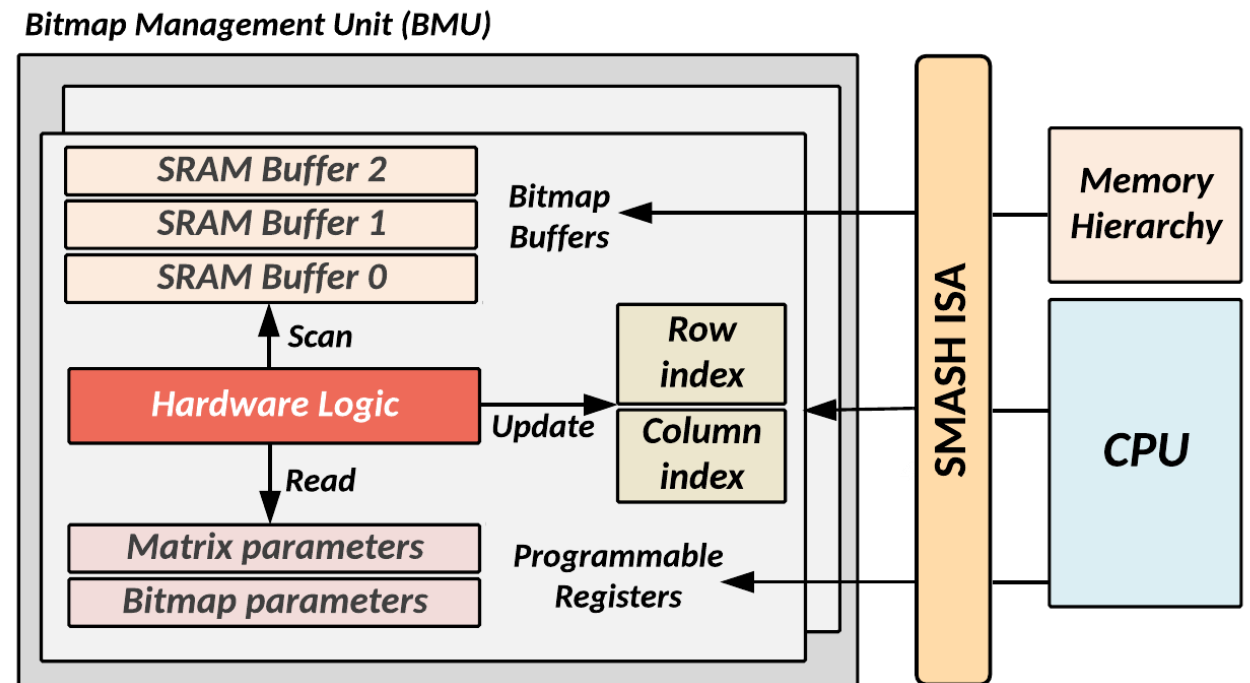 Bitmap Management Unit (BMU)
SRAM Buffer 2
SRAM Buffer 1
SRAM Buffer 0
Bitmap
Buffers
Scan
Hardware Logic
Update
Row
index
Column
index
Read
Matrix parameters
Bitmap parameters
Programmable
Registers
SMASH ISA
Memory
Hierarchy
CPU